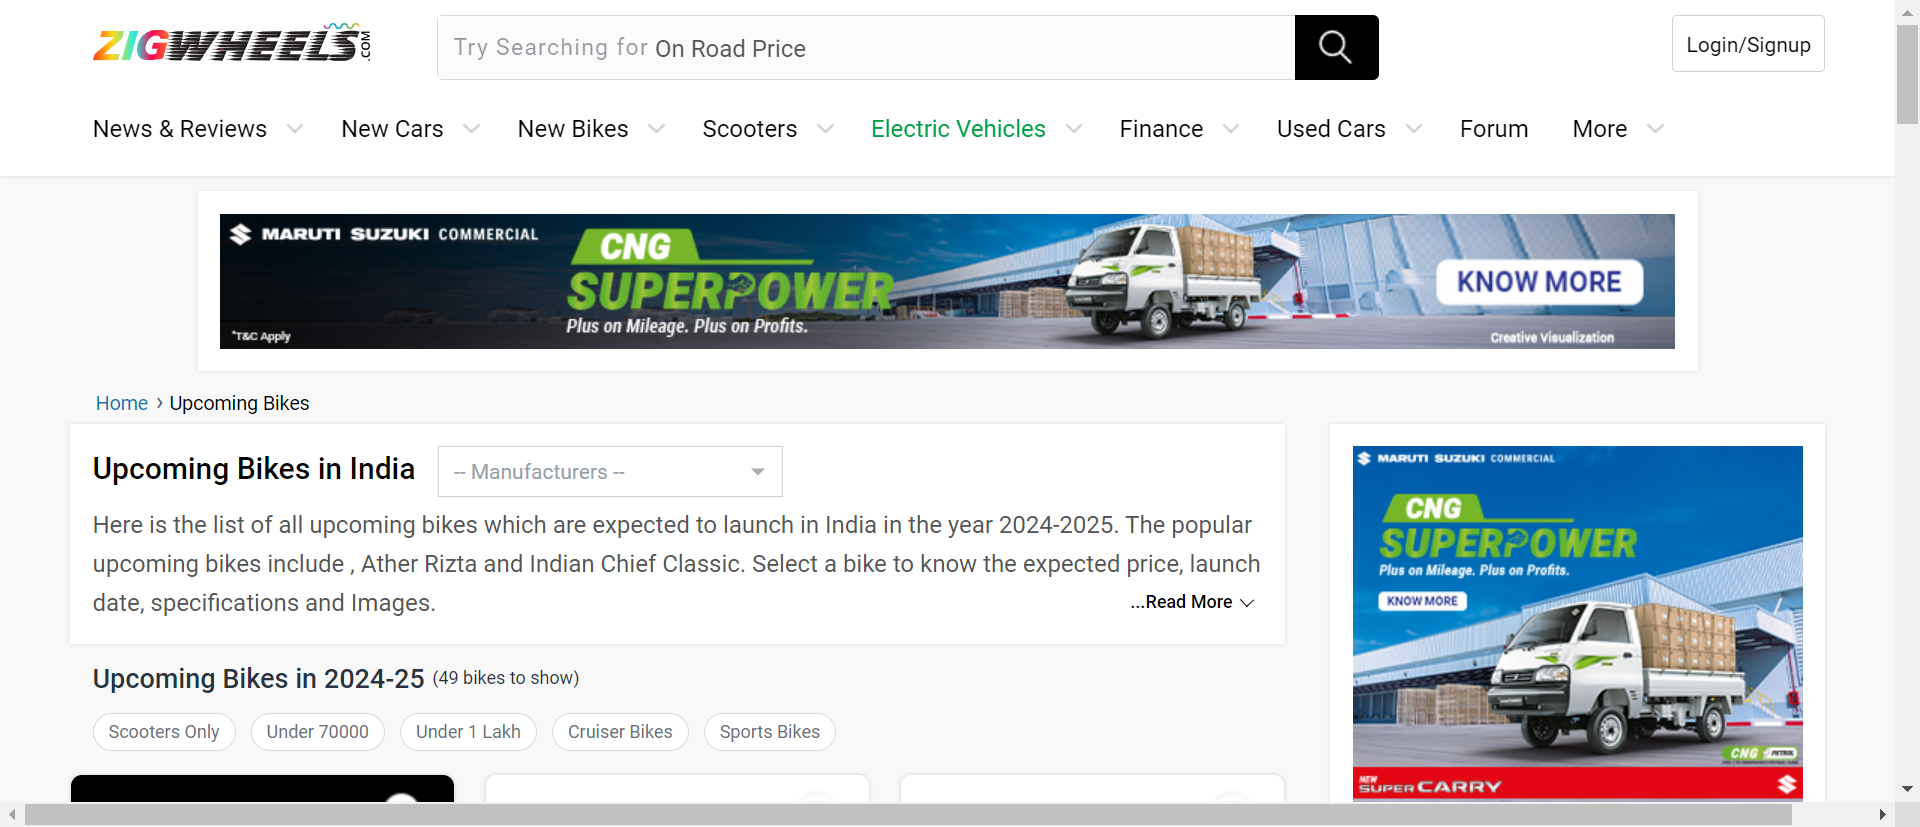 ZIGWHEELS.COM
Try Searching for On Road Price
Login/Signup
News & Reviews
New Cars
New Bikes
Scooters
Electric Vehicles
Finance
Used Cars
Forum
More
MARUTI SUZUKI COMMERCIAL
CNG
SUPERPOWER
Plus on Mileage. Plus on Profits.
KNOW MORE
*T&C Apply
Creative Visualization
Home › Upcoming Bikes
Upcoming Bikes in India
-- Manufacturers --
Here is the list of all upcoming bikes which are expected to launch in India in the year 2024-2025. The popular
upcoming bikes include , Ather Rizta and Indian Chief Classic. Select a bike to know the expected price, launch
date, specifications and Images.
...Read More
Upcoming Bikes in 2024-25 (49 bikes to show)
Scooters Only
Under 70000
Under 1 Lakh
Cruiser Bikes
Sports Bikes
MARUTI SUZUKI COMMERCIAL
CNG
SUPERPOWER
Plus on Mileage. Plus on Profits.
KNOW MORE
CNG PETROL
NEW
SUPER CARRY